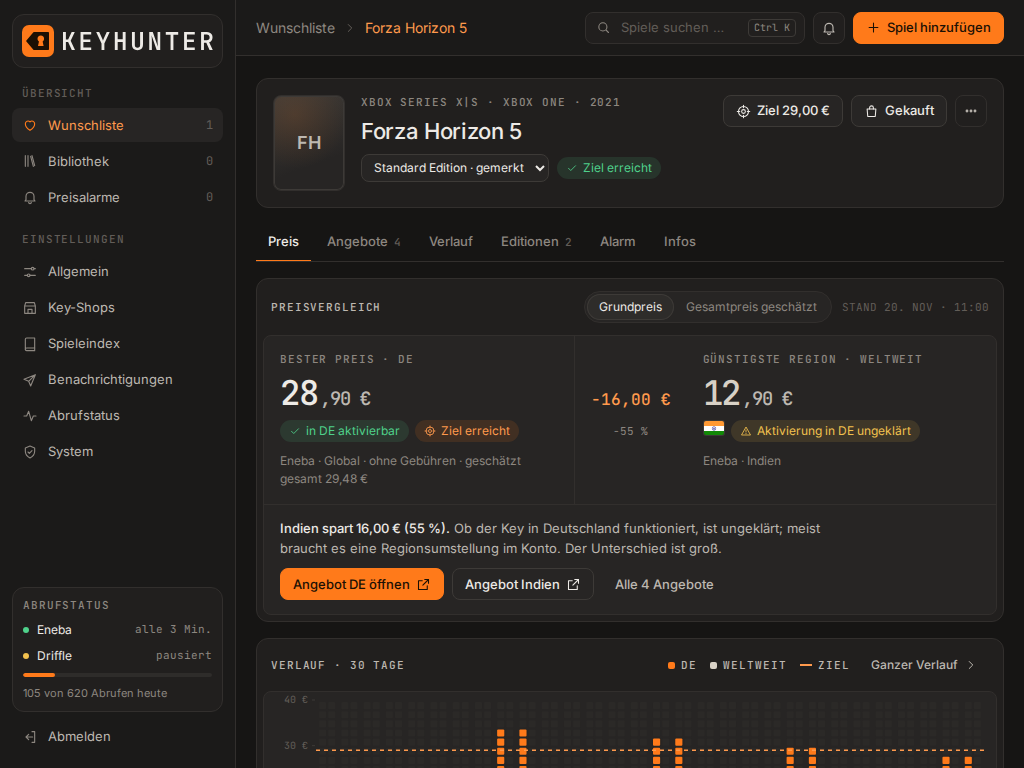 KEYHUNTER
ÜBERSICHT
Wunschliste 1
Bibliothek 0
Preisalarme 0
EINSTELLUNGEN
Allgemein
Key-Shops
Spieleindex
Benachrichtigungen
Abrufstatus
System
ABRUFSTATUS
Eneba alle 3 Min.
Driffle pausiert
105 von 620 Abrufen heute
Abmelden
Wunschliste Forza Horizon 5
Spiele suchen ... Ctrl K
Spiel hinzufügen
FH
XBOX SERIES X|S · XBOX ONE · 2021
Forza Horizon 5
Standard Edition · gemerkt
Ziel erreicht
Ziel 29,00 €
Gekauft
Preis Angebote 4 Verlauf Editionen 2 Alarm Infos
PREISVERGLEICH
Grundpreis Gesamtpreis geschätzt STAND 20. NOV · 11:00
BESTER PREIS · DE
28,90 €
in DE aktivierbar Ziel erreicht
Eneba · Global · ohne Gebühren · geschätzt
gesamt 29,48 €
-16,00 €
-55 %
GÜNSTIGSTE REGION · WELTWEIT
12,90 €
Aktivierung in DE ungeklärt
Eneba · Indien
Indien spart 16,00 € (55 %). Ob der Key in Deutschland funktioniert, ist ungeklärt; meist
braucht es eine Regionsumstellung im Konto. Der Unterschied ist groß.
Angebot DE öffnen Angebot Indien Alle 4 Angebote
VERLAUF · 30 TAGE
DE WELTWEIT ZIEL Ganzer Verlauf
40 €
30 €